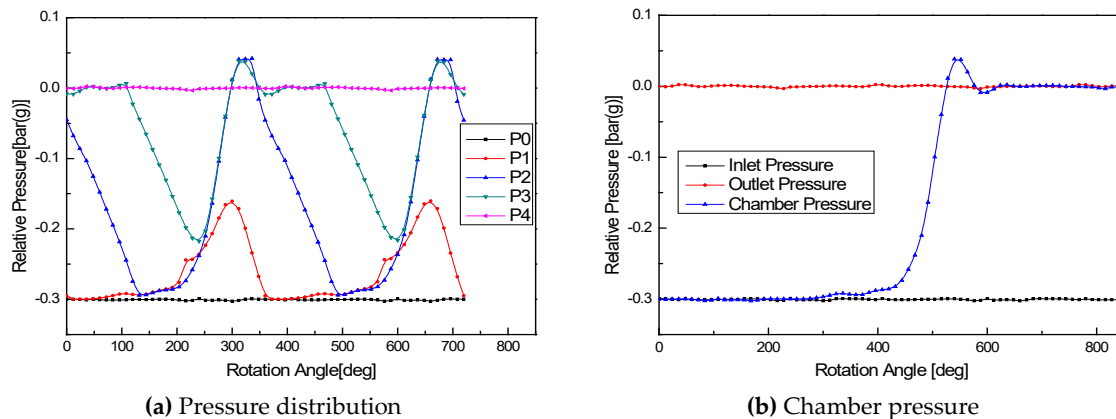 0.1
0.0
-0.1
-0.2
-0.3
Relative Pressure[bar(g)]
0 100 200 300 400 500 600 700 800
Rotation Angle[deg]
P0
P1
P2
P3
P4
(a) Pressure distribution
0.1
0.0
-0.1
-0.2
-0.3
Relative Pressure [bar(g)]
0 200 400 600 800
Rotation Angle [deg]
Inlet Pressure
Outlet Pressure
Chamber Pressure
(b) Chamber pressure